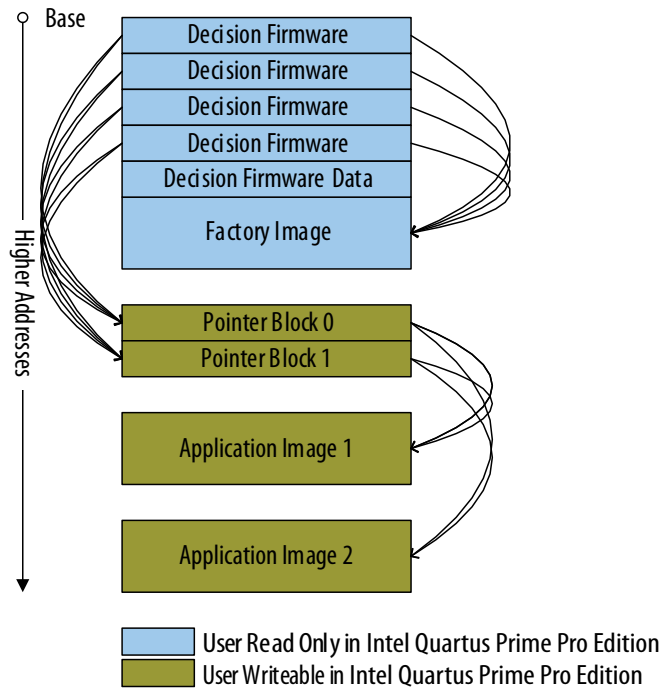 Base
Decision Firmware
Decision Firmware
Decision Firmware
Decision Firmware
Decision Firmware Data
Factory Image
Higher Addresses
Pointer Block 0
Pointer Block 1
Application Image 1
Application Image 2
User Read Only in Intel Quartus Prime Pro Edition
User Writeable in Intel Quartus Prime Pro Edition